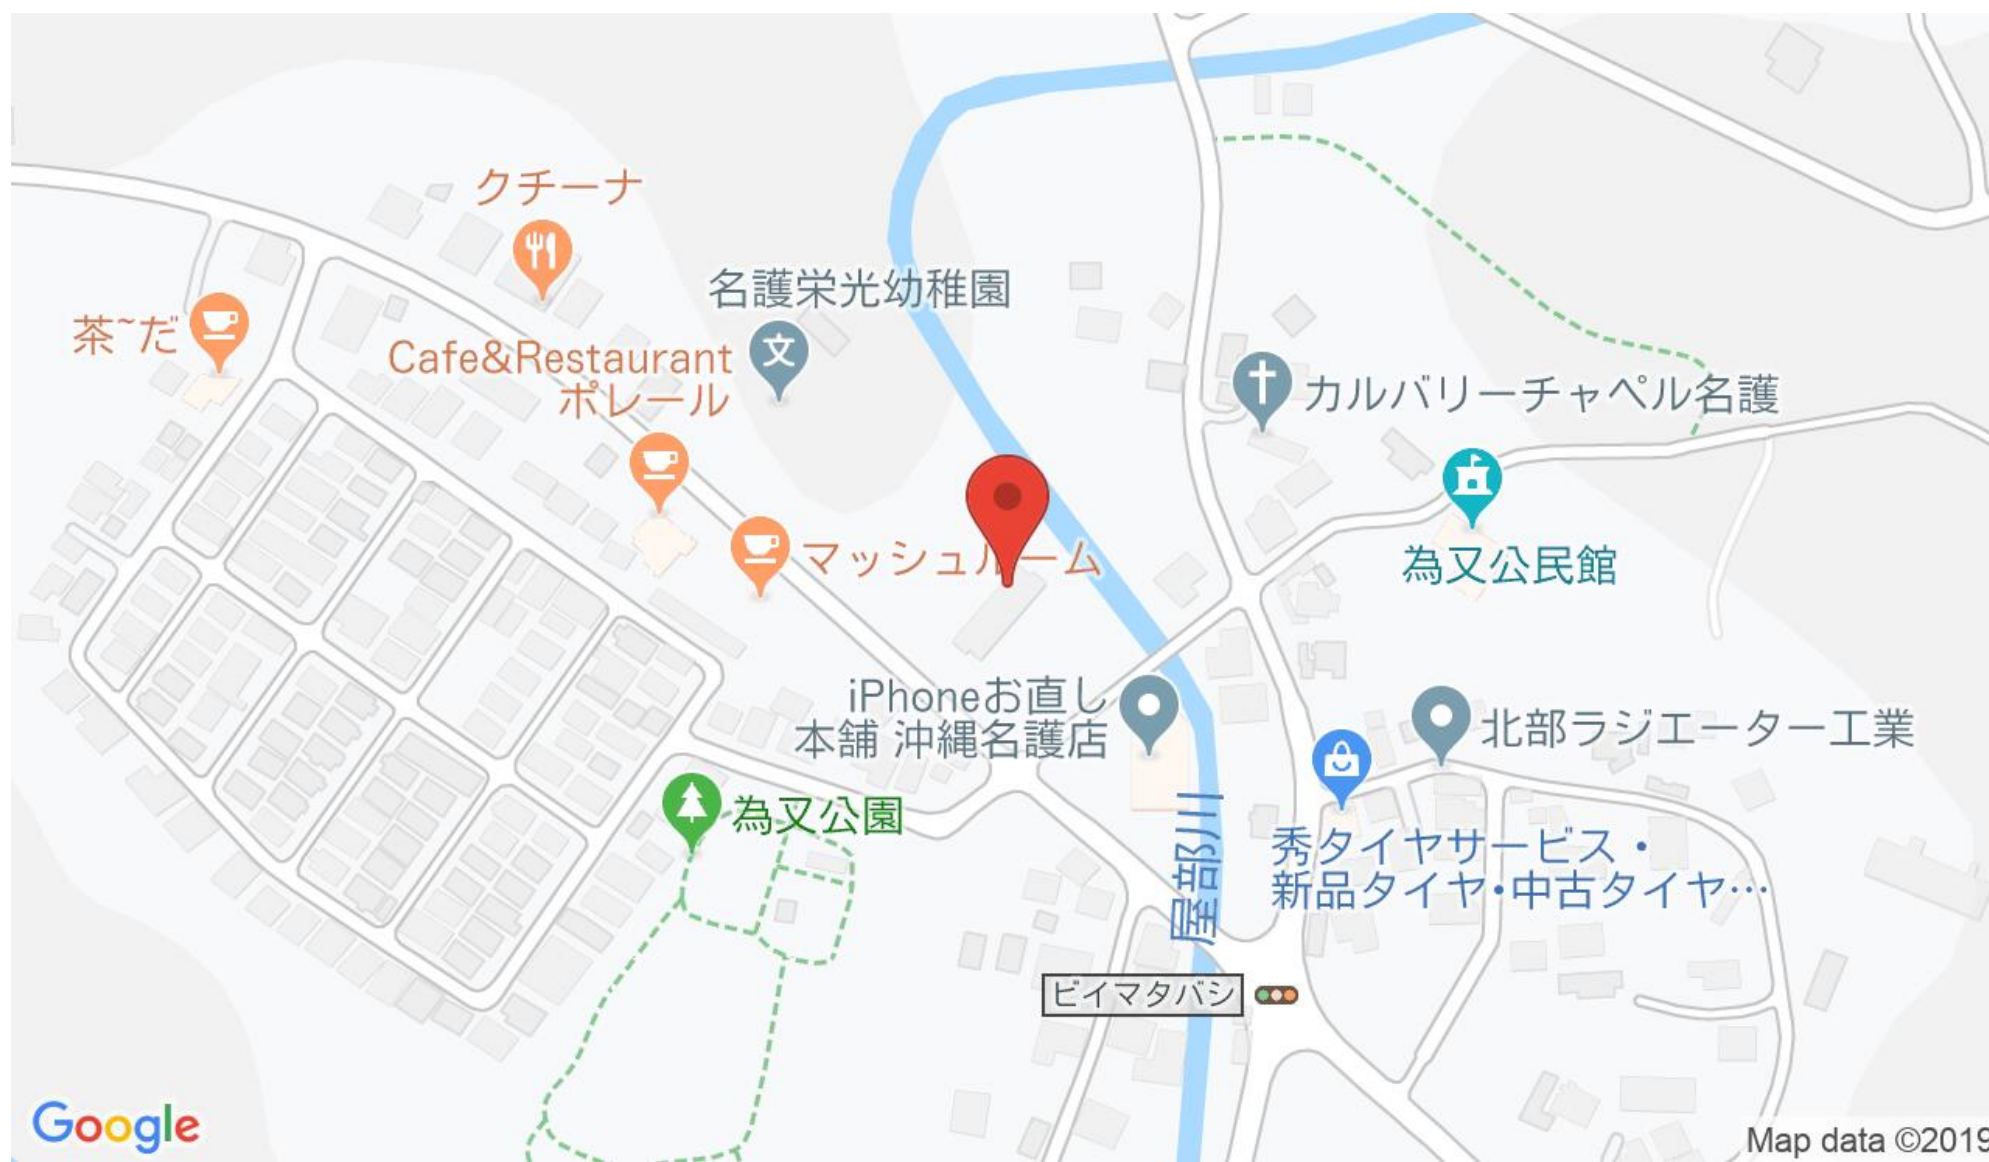 クチーナ
名護栄光幼稚園
文
茶~だ
Cafe&Restaurant
ポレール
カルバリーチャペル名護
マッシュルーム
為又公民館
iPhoneお直し
本舗 沖縄名護店
北部ラジエーター工業
為又公園
屋部川
秀タイヤサービス・
新品タイヤ・中古タイヤ…
ビイマタバシ
Google
Map data ©2019